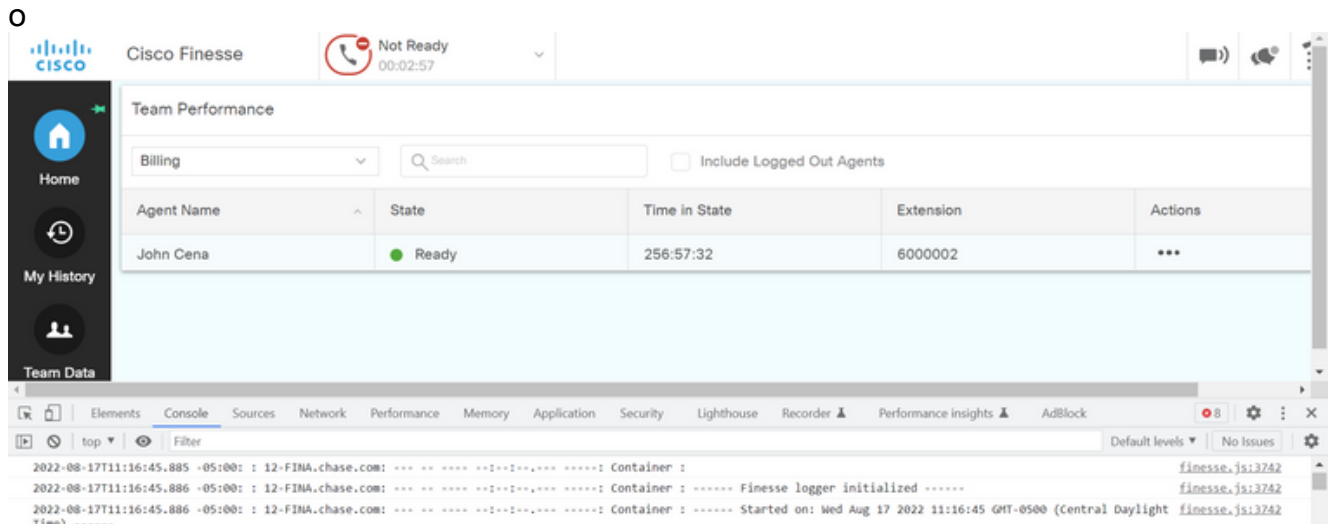 o
CISCO Cisco Finesse Not Ready
00:02:57
Team Performance
Home
Billing Search Include Logged Out Agents
Agent Name State Time in State Extension Actions
John Cena Ready 256:57:32 6000002 •••
My History
Team Data
Elements Console Sources Network Performance Memory Application Security Lighthouse Recorder Performance insights AdBlock 8
top Filter Default levels No Issues
2022-08-17T11:16:45.885 -05:00: : 12-FINA.chase.com: --- -- ---- --:--:--.--- -----: Container : finesse.js:3742
2022-08-17T11:16:45.886 -05:00: : 12-FINA.chase.com: --- -- ---- --:--:--.--- -----: Container : ------ Finesse logger initialized ------ finesse.js:3742
2022-08-17T11:16:45.886 -05:00: : 12-FINA.chase.com: --- -- ---- --:--:--.--- -----: Container : ------ Started on: Wed Aug 17 2022 11:16:45 GMT-0500 (Central Daylight finesse.js:3742
Time) ------